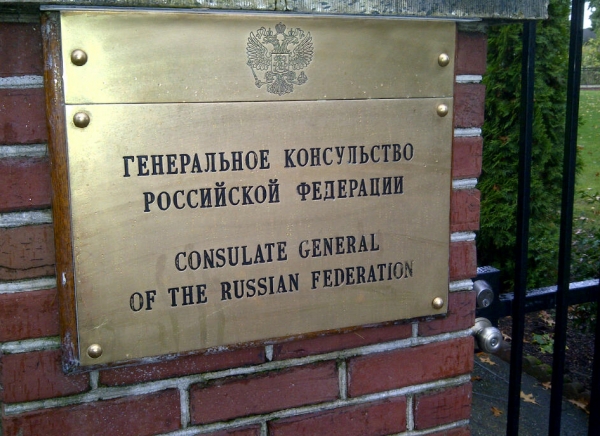 ГЕНЕРАЛЬНОЕ КОНСУЛЬСТВО
РОССИЙСКОЙ ФЕДЕРАЦИИ
CONSULATE GENERAL
OF THE RUSSIAN FEDERATION